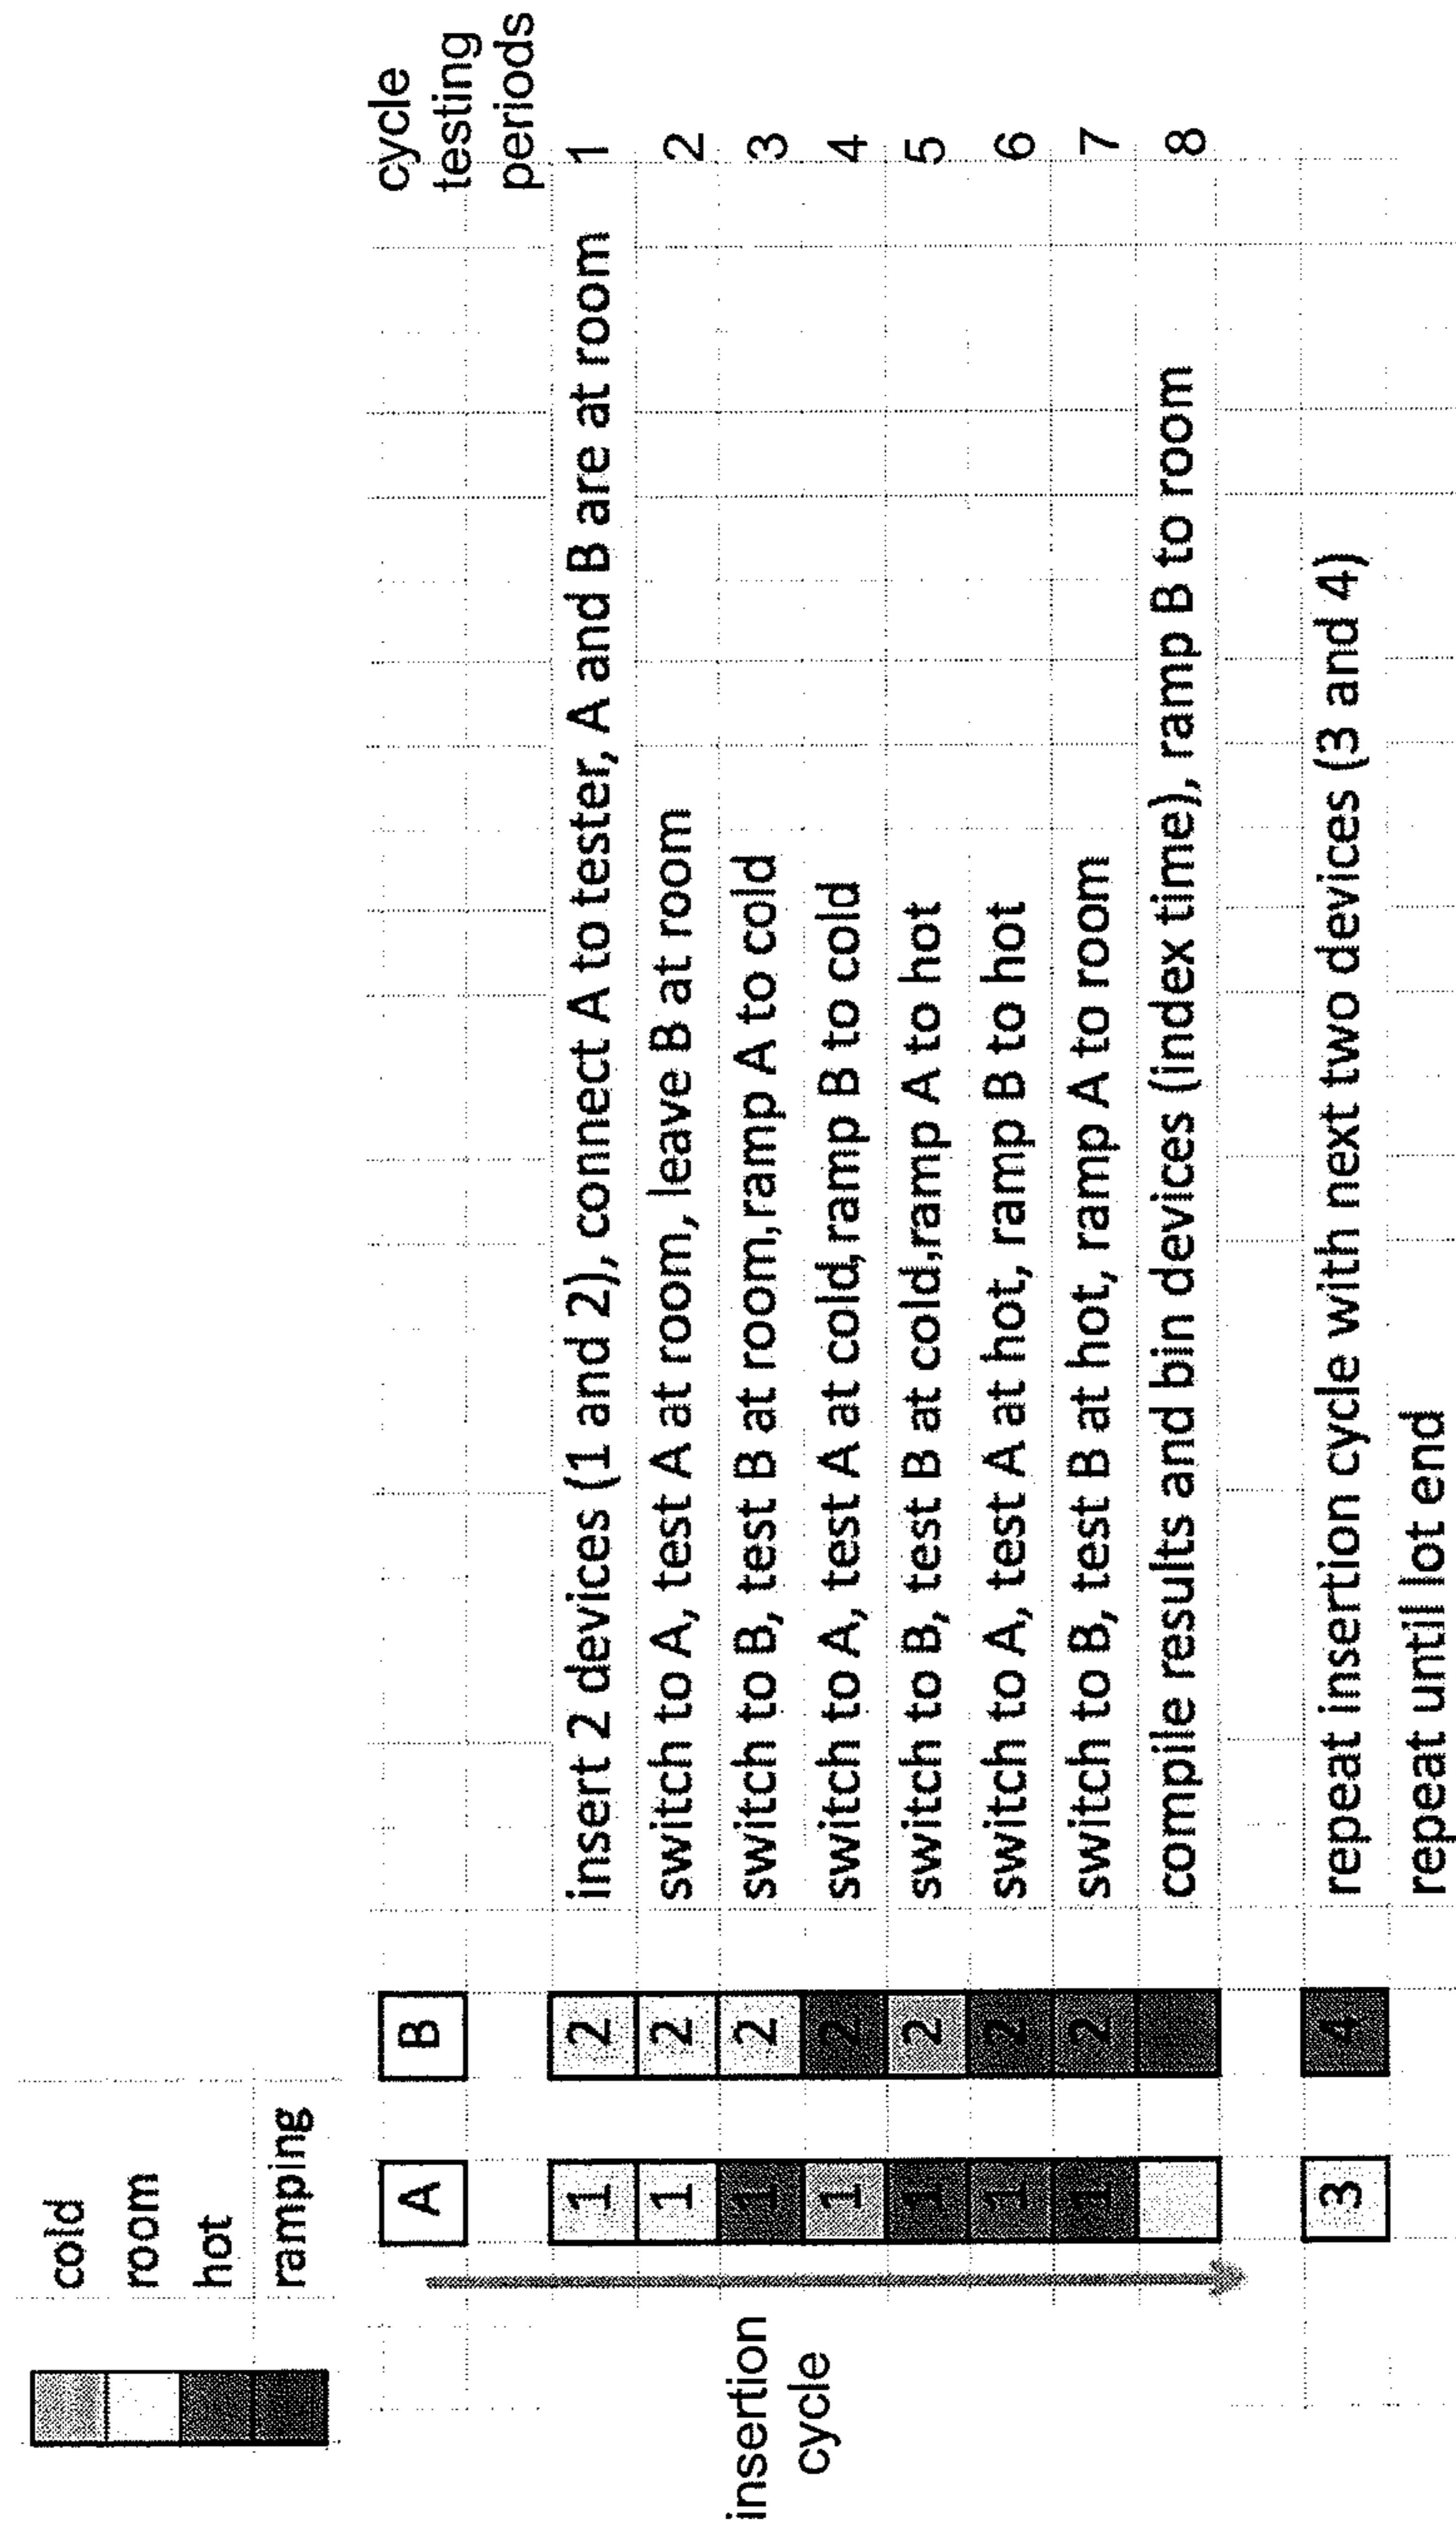 cold
room
hot
ramping
cycle
testing
periods
A
B
insertion
cycle
1 2 insert 2 devices (1 and 2), connect A to tester, A and B are at room 1
1 2 switch to A, test A at room, leave B at room 2
1 2 switch to B, test B at room,ramp A to cold 3
1 2 switch to A, test A at cold,ramp B to cold 4
1 2 switch to B, test B at cold,ramp A to hot 5
1 2 switch to A, test A at hot, ramp B to hot 6
1 2 switch to B, test B at hot, ramp A to room 7
compile results and bin devices (index time), ramp B to room 8
3 4 repeat insertion cycle with next two devices (3 and 4)
repeat until lot end